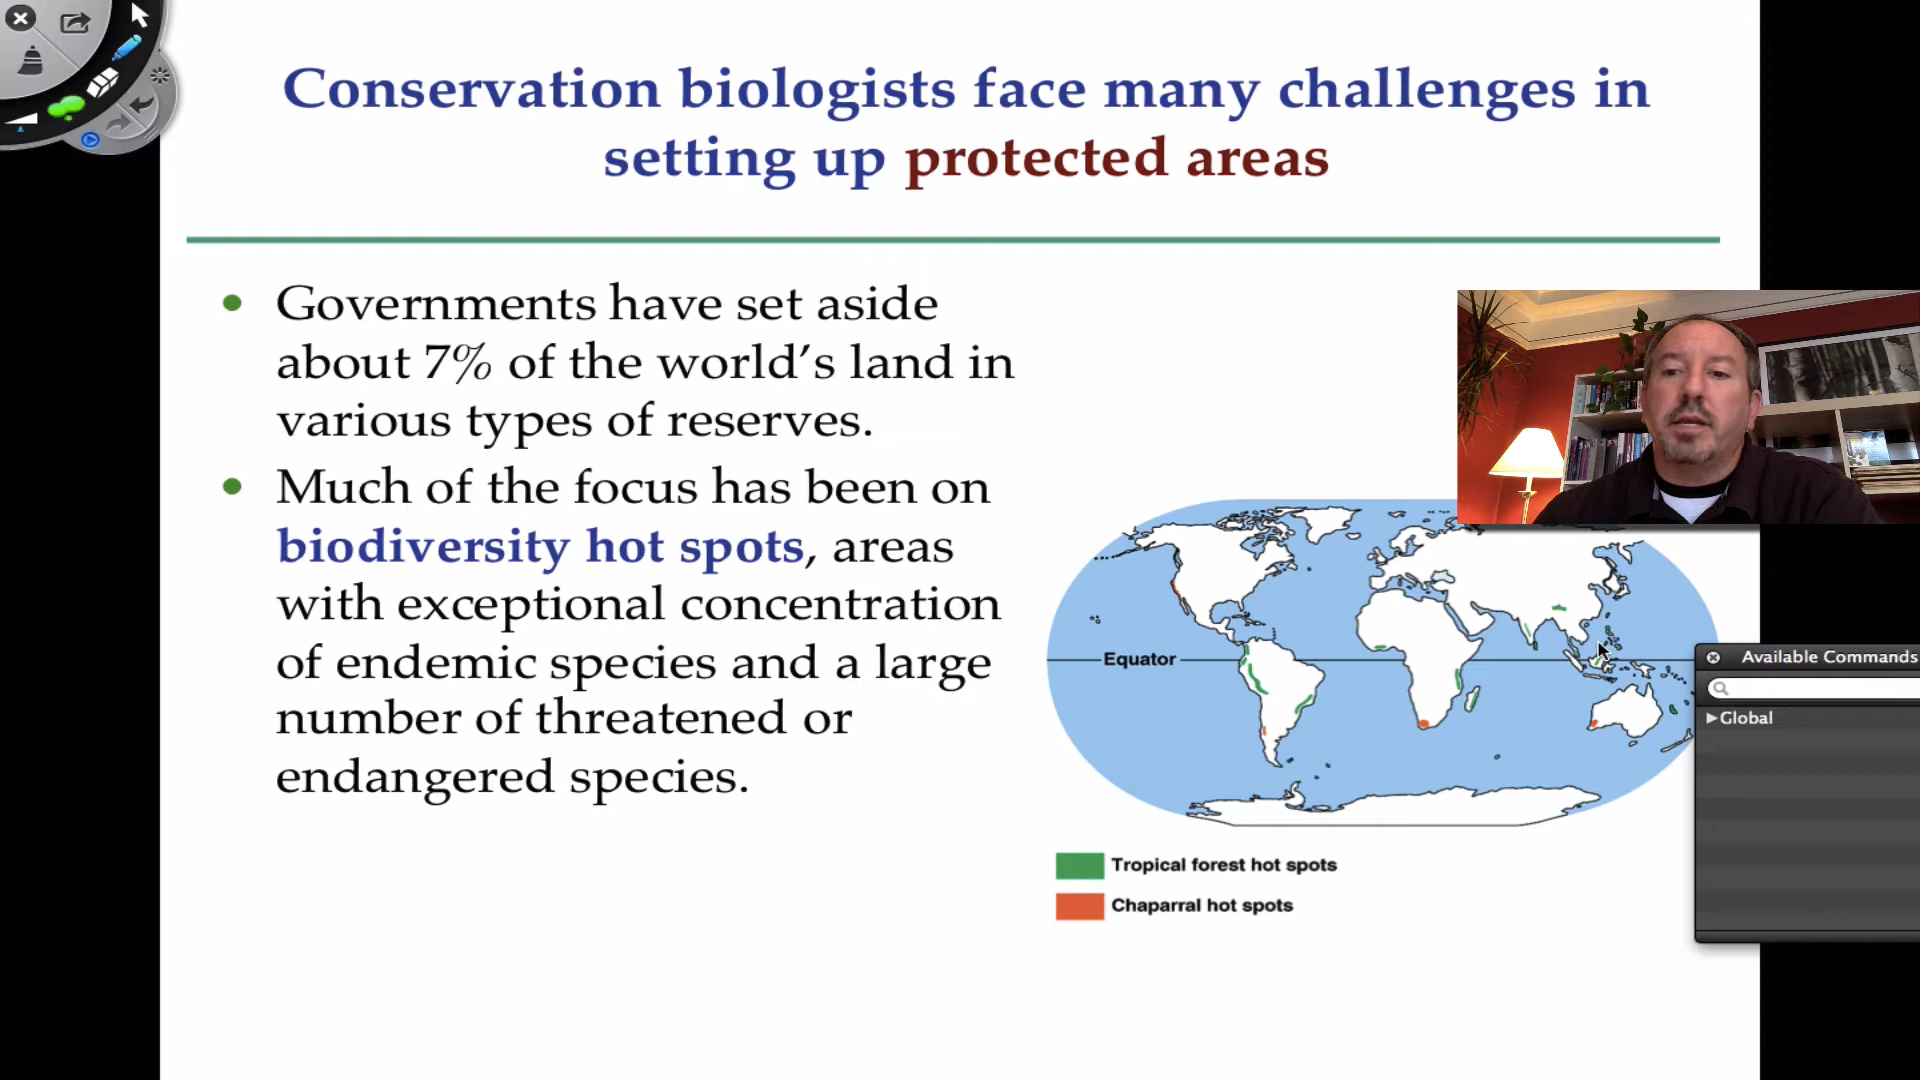 Conservation biologists face many challenges in
setting up protected areas
• Governments have set aside
about 7% of the world’s land in
various types of reserves.
• Much of the focus has been on
biodiversity hot spots, areas
with exceptional concentration
of endemic species and a large
number of threatened or
endangered species.
Equator
Tropical forest hot spots
Chaparral hot spots
Available Commands
Global